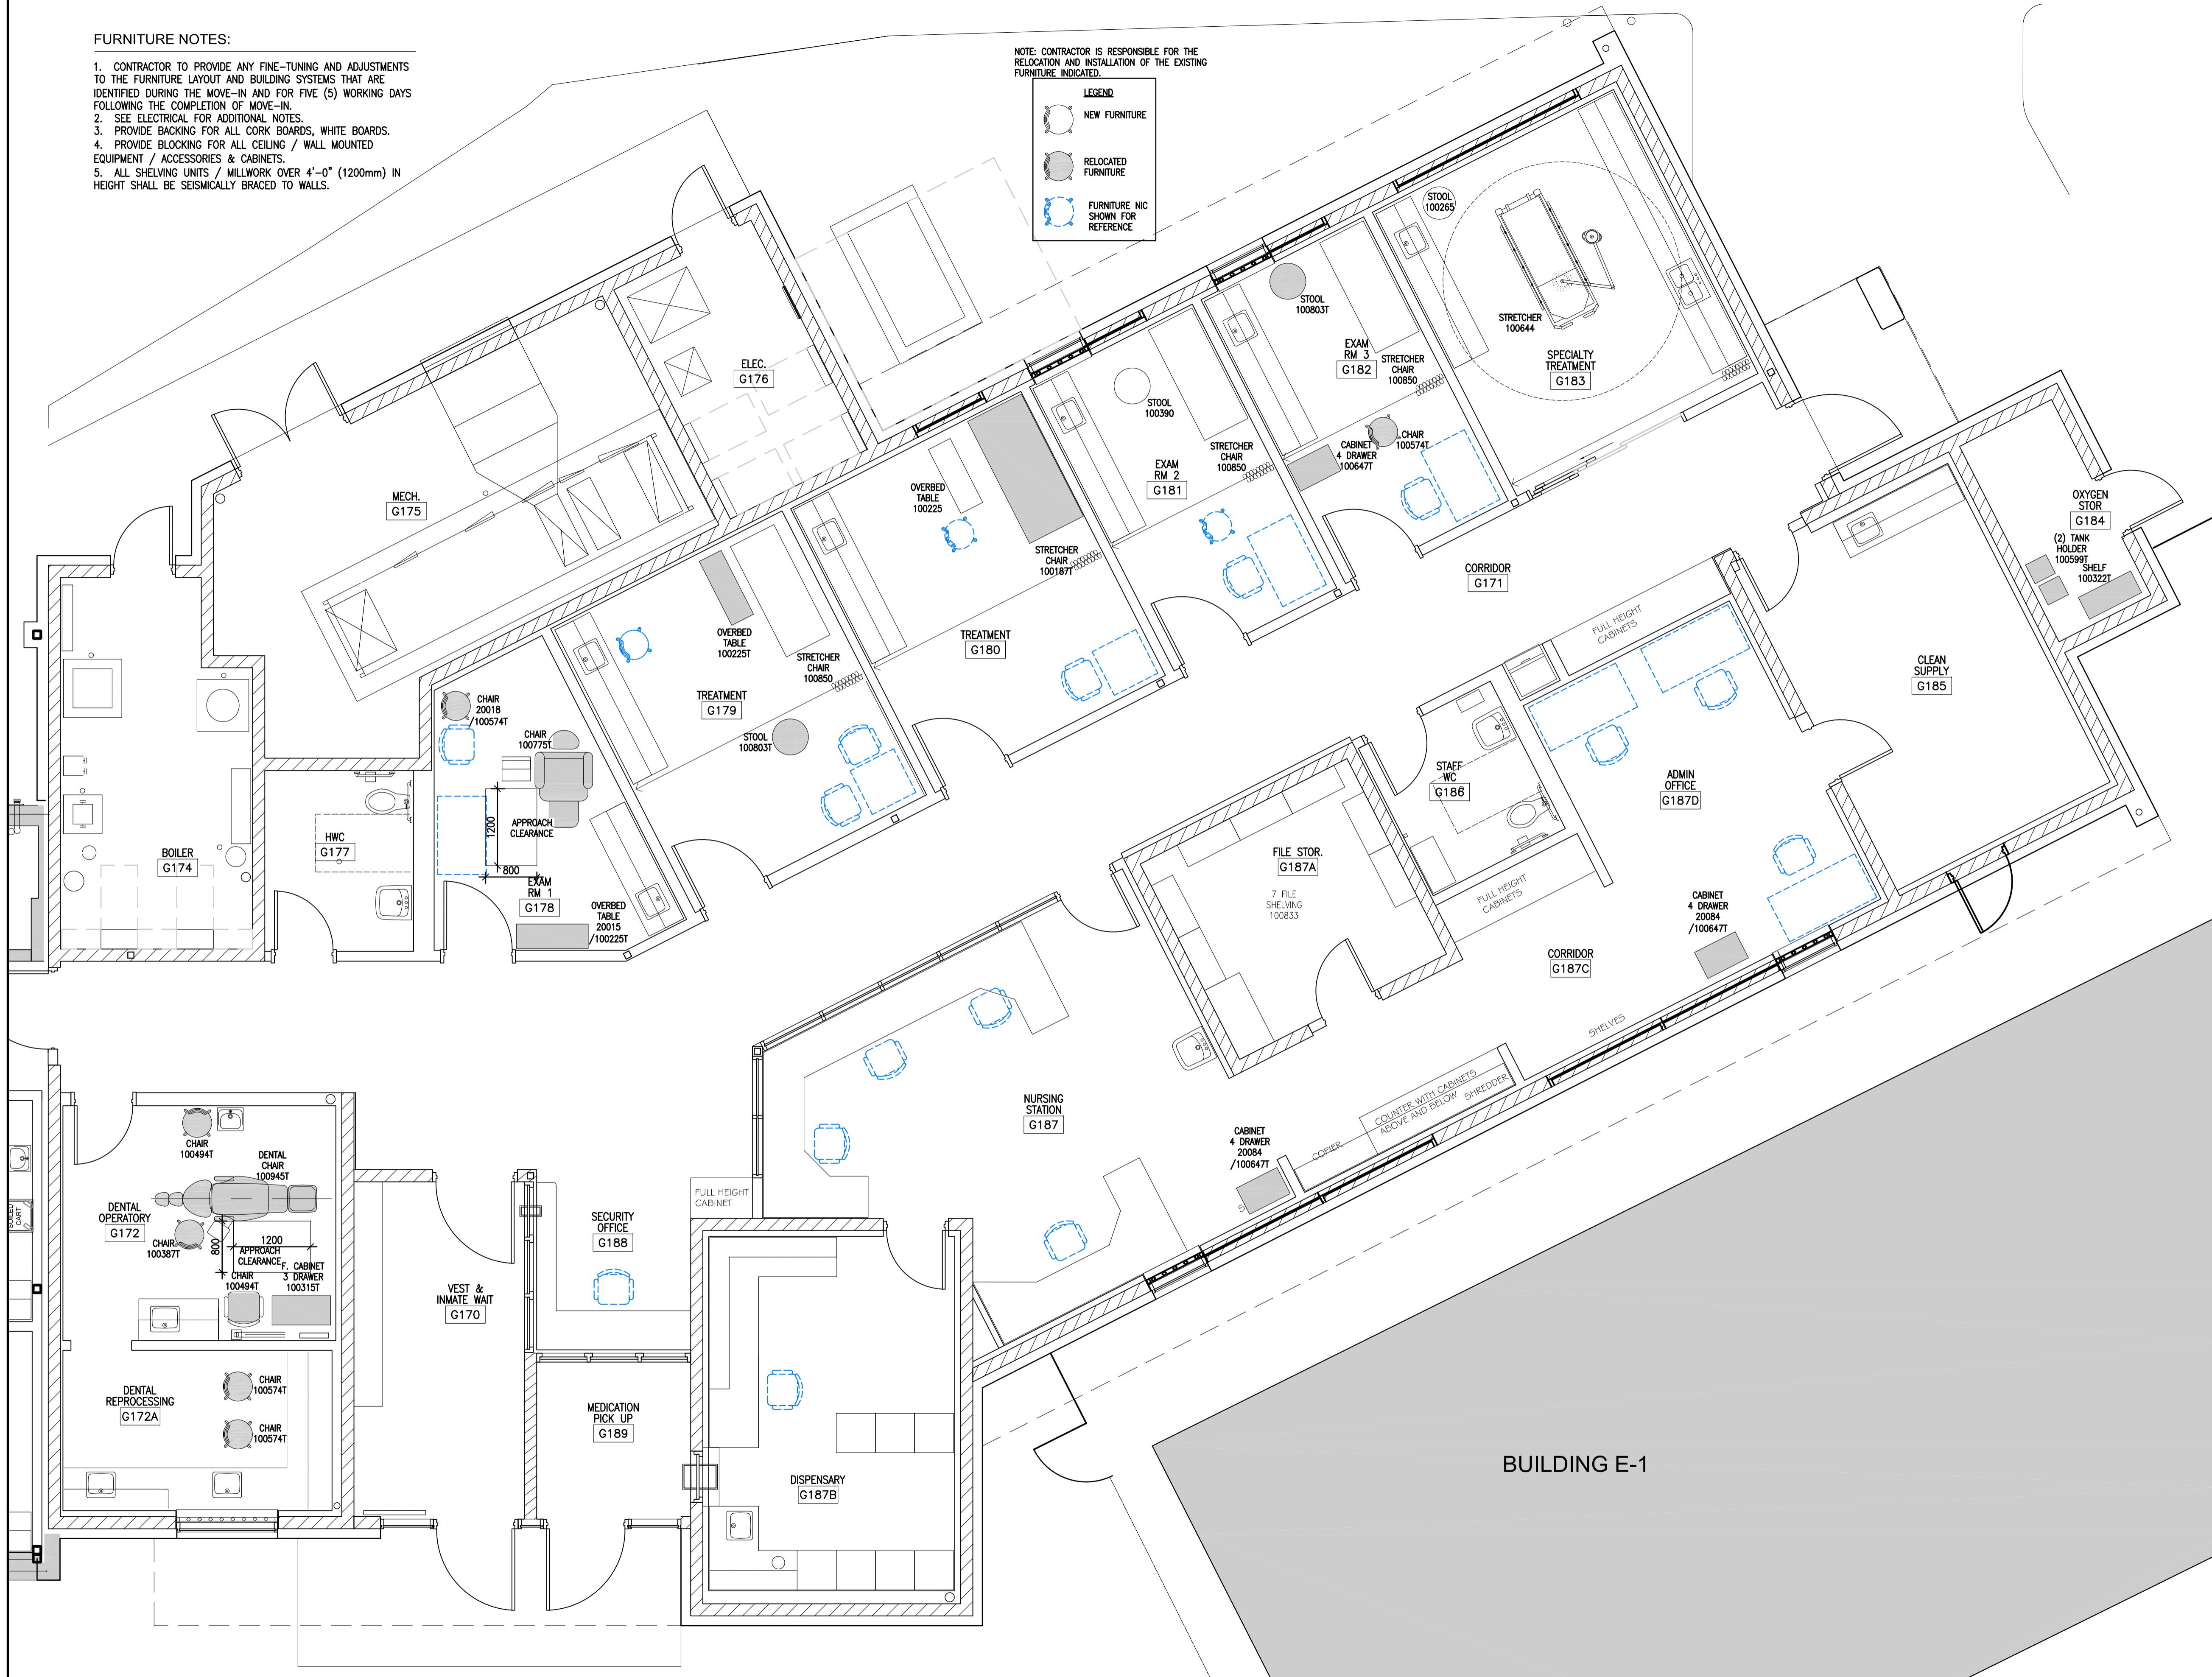 FURNITURE NOTES:
1. CONTRACTOR TO PROVIDE ANY FINE-TUNING AND ADJUSTMENTS
TO THE FURNITURE LAYOUT AND BUILDING SYSTEMS THAT ARE
IDENTIFIED DURING THE MOVE-IN AND FOR FIVE (5) WORKING DAYS
FOLLOWING THE COMPLETION OF MOVE-IN.
2. SEE ELECTRICAL FOR ADDITIONAL NOTES.
3. PROVIDE BACKING FOR ALL CORK BOARDS, WHITE BOARDS.
4. PROVIDE BLOCKING FOR ALL CEILING / WALL MOUNTED
EQUIPMENT / ACCESSORIES & CABINETS.
5. ALL SHELVING UNITS / MILLWORK OVER 4'-0" (1200mm) IN
HEIGHT SHALL BE SEISMICALLY BRACED TO WALLS.
NOTE: CONTRACTOR IS RESPONSIBLE FOR THE
RELOCATION AND INSTALLATION OF THE EXISTING
FURNITURE INDICATED.
LEGEND
NEW FURNITURE
RELOCATED
FURNITURE
FURNITURE NIC
SHOWN FOR
REFERENCE
STOOL
100265
STRETCHER
100644
SPECIALTY
TREATMENT
G183
STOOL
100803T
EXAM
RM 3
G182
STRETCHER
CHAIR
100850
CHAIR
100574T
CABINET
4 DRAWER
100647T
STOOL
100390
STRETCHER
CHAIR
100850
EXAM
RM 2
G181
ELEC.
G176
MECH.
G175
OVERBED
TABLE
100225
STRETCHER
CHAIR
100187T
TREATMENT
G180
OVERBED
TABLE
100225T
STRETCHER
CHAIR
100850
TREATMENT
G179
STOOL
100803T
CORRIDOR
G171
OXYGEN
STOR
G184
(2) TANK
HOLDER
100599T
SHELF
100322T
CLEAN
SUPPLY
G185
FULL HEIGHT
CABINETS
CHAIR
20018
/100574T
CHAIR
100775T
1200
APPROACH
CLEARANCE
800
EXAM
RM 1
G178
OVERBED
TABLE
20015
/100225T
HWC
G177
BOILER
G174
STAFF
WC
G186
ADMIN
OFFICE
G187D
FILE STOR.
G187A
7 FILE
SHELVING
100833
FULL HEIGHT
CABINETS
CABINET
4 DRAWER
20084
/100647T
CORRIDOR
G187C
SHELVES
COUNTER WITH CABINETS
ABOVE AND BELOW
SHREDDER
COPIER
S
NURSING
STATION
G187
CABINET
4 DRAWER
20084
/100647T
CHAIR
100494T
DENTAL
CHAIR
100945T
DENTAL
OPERATORY
G172
CHAIR
100387T
800
1200
APPROACH
CLEARANCE
F. CABINET
3 DRAWER
100315T
CHAIR
100494T
SOILED
CART
FULL HEIGHT
CABINET
SECURITY
OFFICE
G188
VEST &
INMATE WAIT
G170
DENTAL
REPROCESSING
G172A
CHAIR
100574T
CHAIR
100574T
MEDICATION
PICK UP
G189
DISPENSARY
G187B
BUILDING E-1